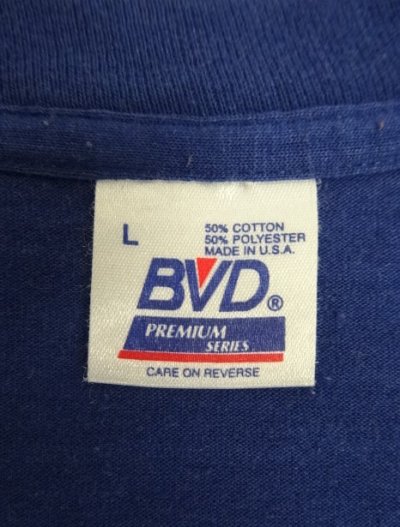 L
50% COTTON
50% POLYESTER
MADE IN U.S.A.
BVD®
PREMIUM
SERIES
CARE ON REVERSE